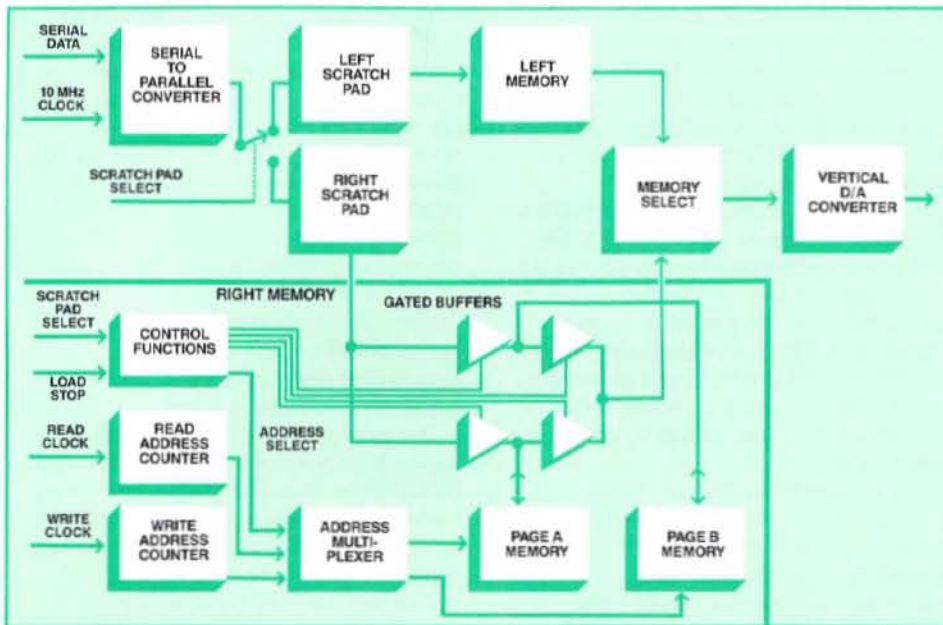 SERIAL
DATA
10 MHz
CLOCK
SERIAL
TO
PARALLEL
CONVERTER
SCRATCH PAD
SELECT
LEFT
SCRATCH
PAD
LEFT
MEMORY
RIGHT
SCRATCH
PAD
MEMORY
SELECT
VERTICAL
D/A
CONVERTER
RIGHT MEMORY
SCRATCH
PAD
SELECT
LOAD
STOP
CONTROL
FUNCTIONS
GATED BUFFERS
READ
CLOCK
READ
ADDRESS
COUNTER
ADDRESS
SELECT
WRITE
CLOCK
WRITE
ADDRESS
COUNTER
ADDRESS
MULTI-
PLEXER
PAGE A
MEMORY
PAGE B
MEMORY